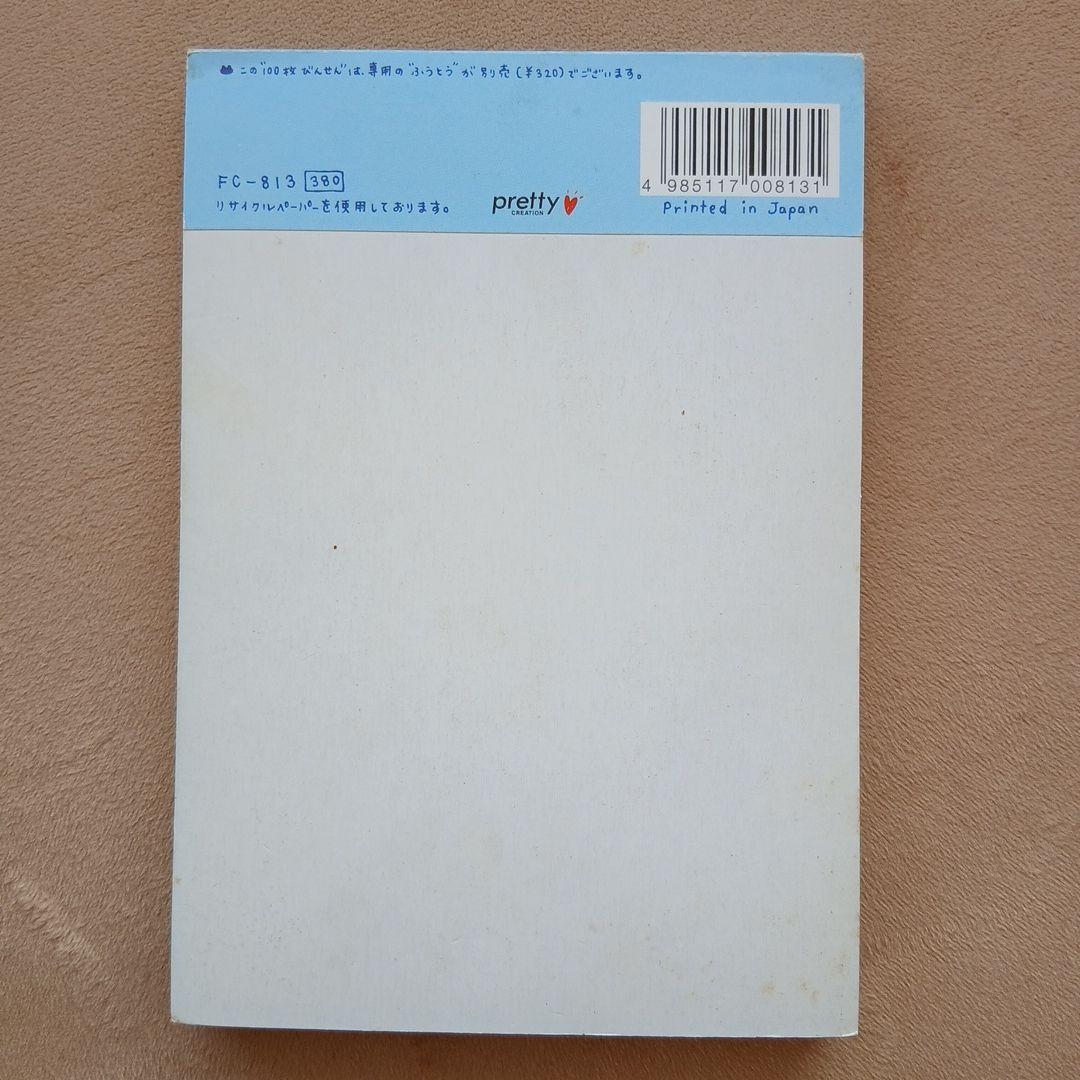 この"100枚びんせん"は、専用の"ふうとう"が別売(¥320)でございます。
FC-813 380
リサイクルペーパーを使用しております。
pretty
CREATION
4 985117 008131
Printed in Japan